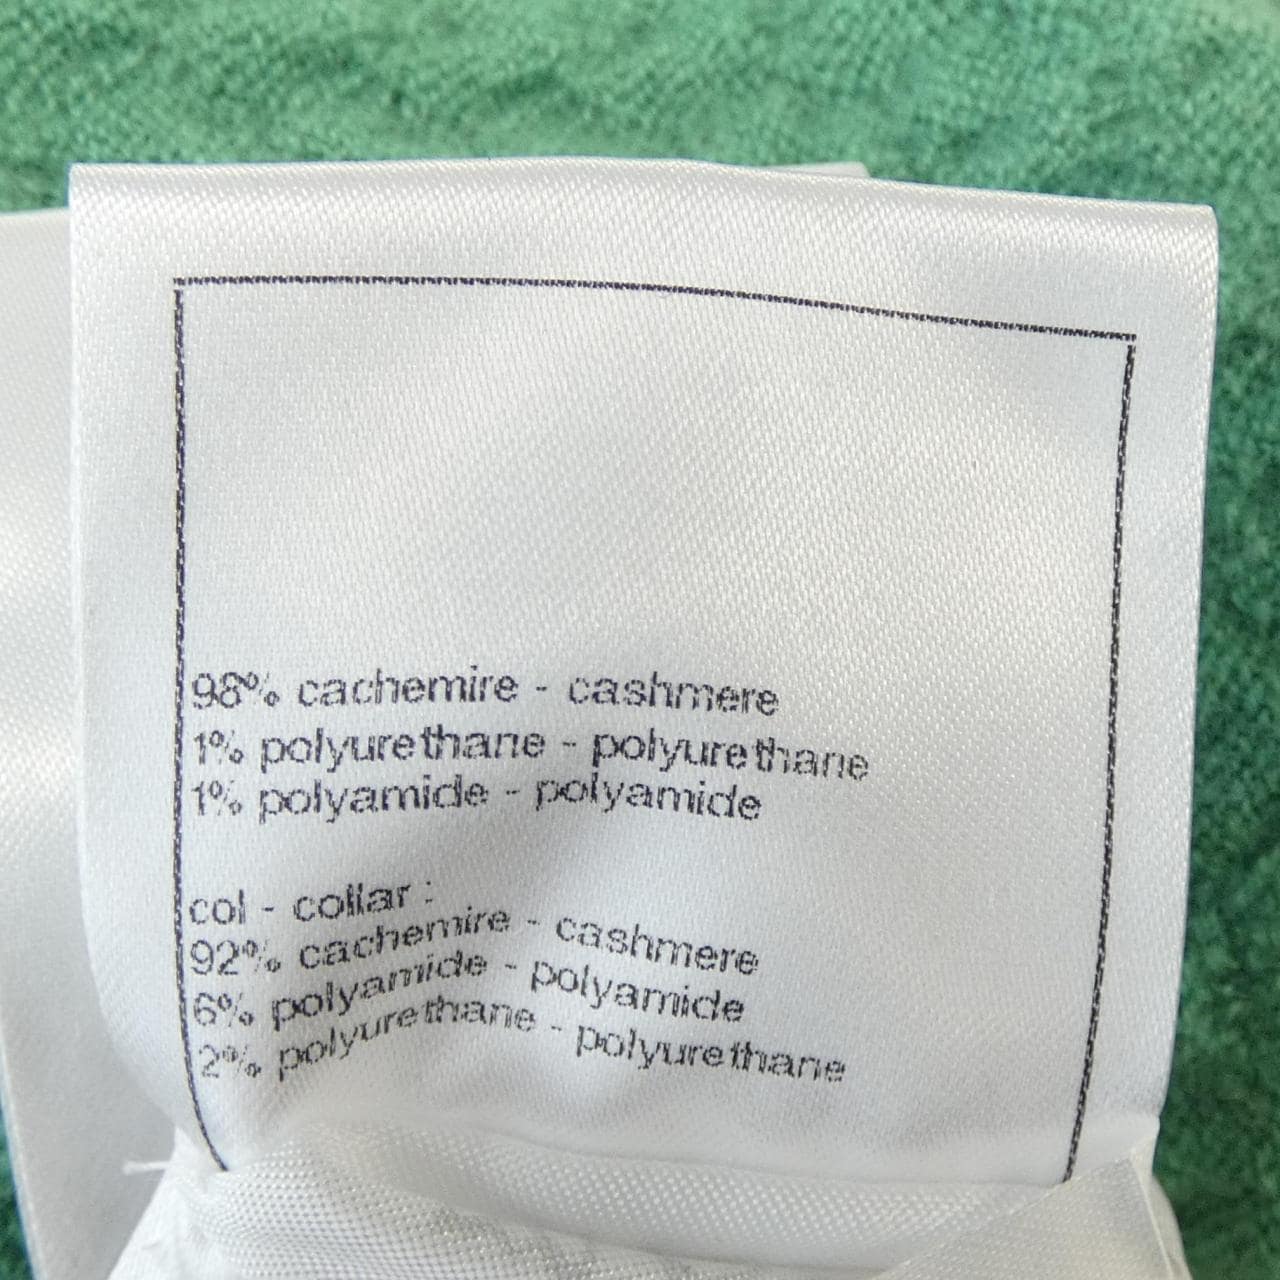 98% cachemire - cashmere
1% polyurethane - polyurethane
1% polyamide - polyamide
col - collar :
92% cachemire - cashmere
6% polyamide - polyamide
2% polyurethane - polyurethane